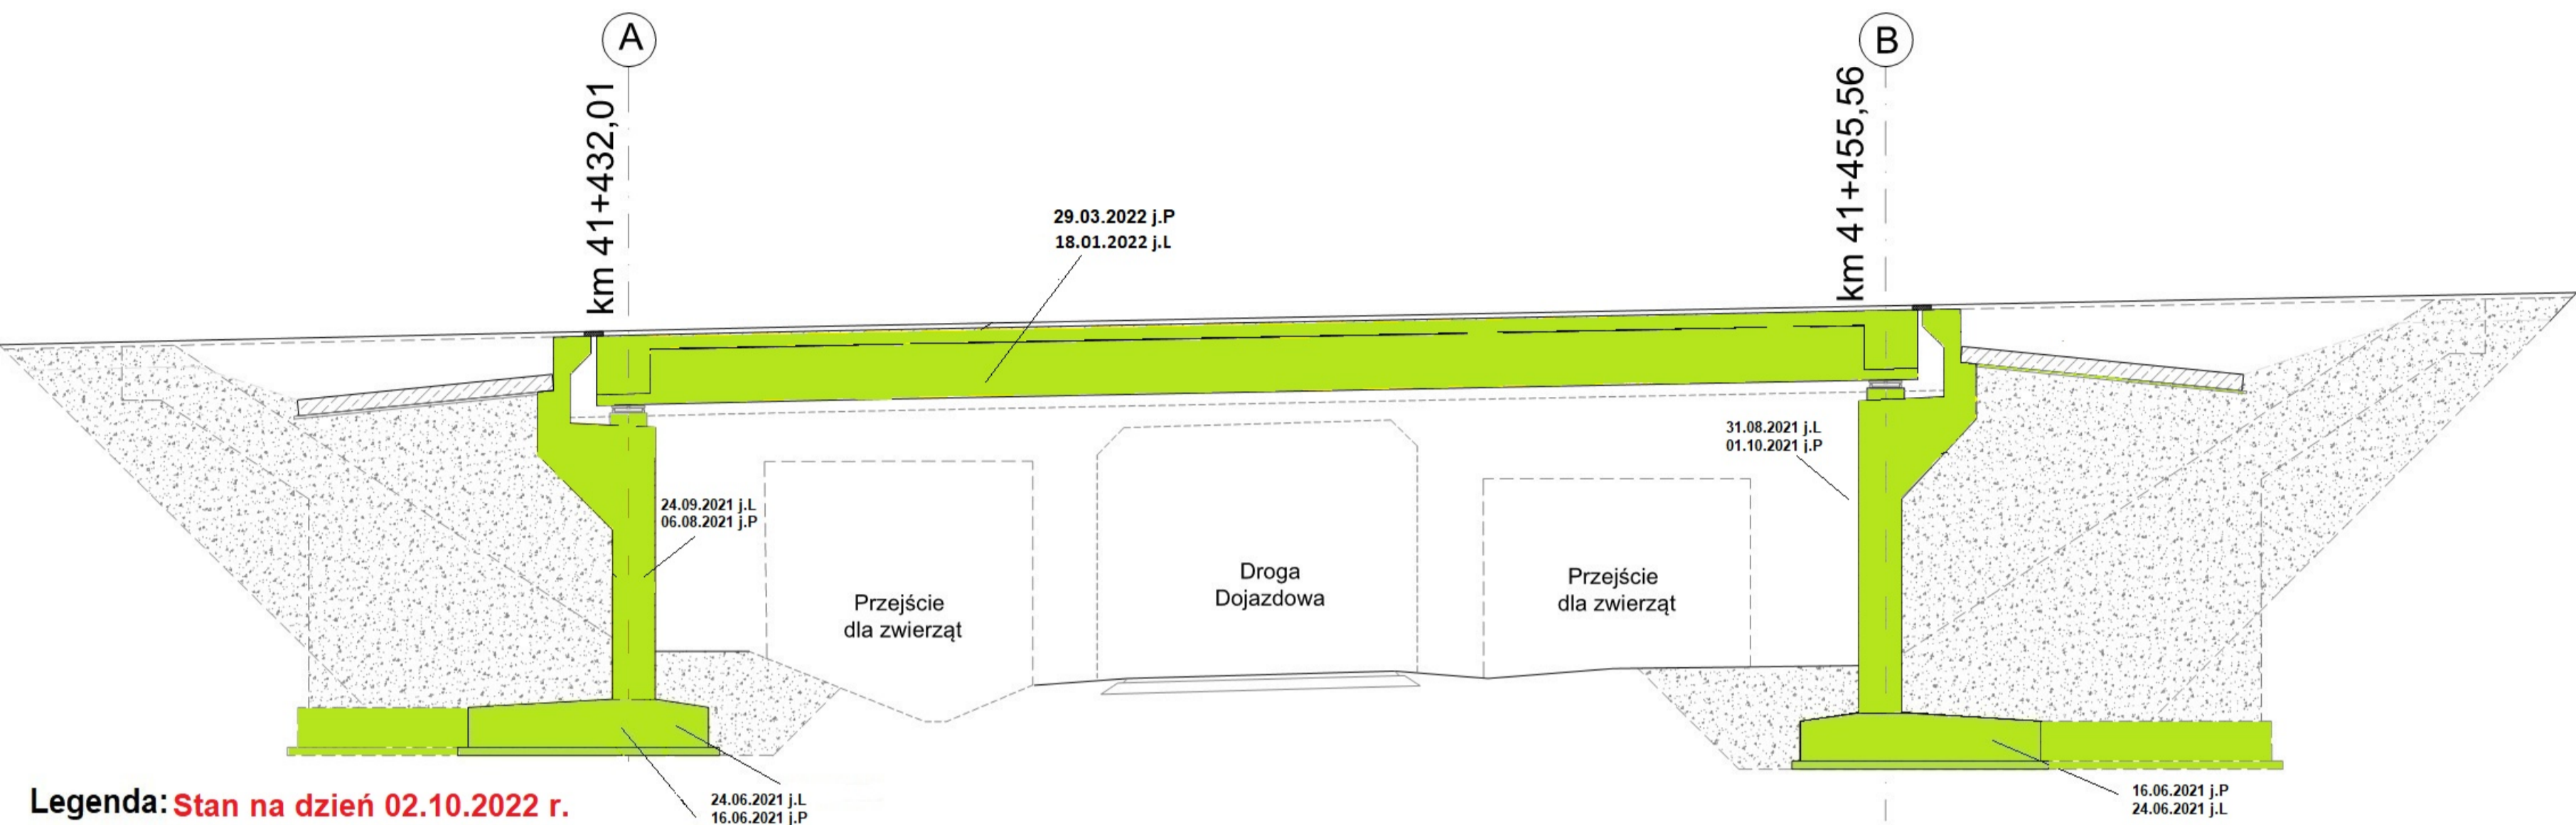 A
B
km 41+432,01
km 41+455,56
29.03.2022 j.P
18.01.2022 j.L
31.08.2021 j.L
01.10.2021 j.P
24.09.2021 j.L
06.08.2021 j.P
Przejście
dla zwierząt
Droga
Dojazdowa
Przejście
dla zwierząt
24.06.2021 j.L
16.06.2021 j.P
16.06.2021 j.P
24.06.2021 j.L
Legenda: Stan na dzień 02.10.2022 r.